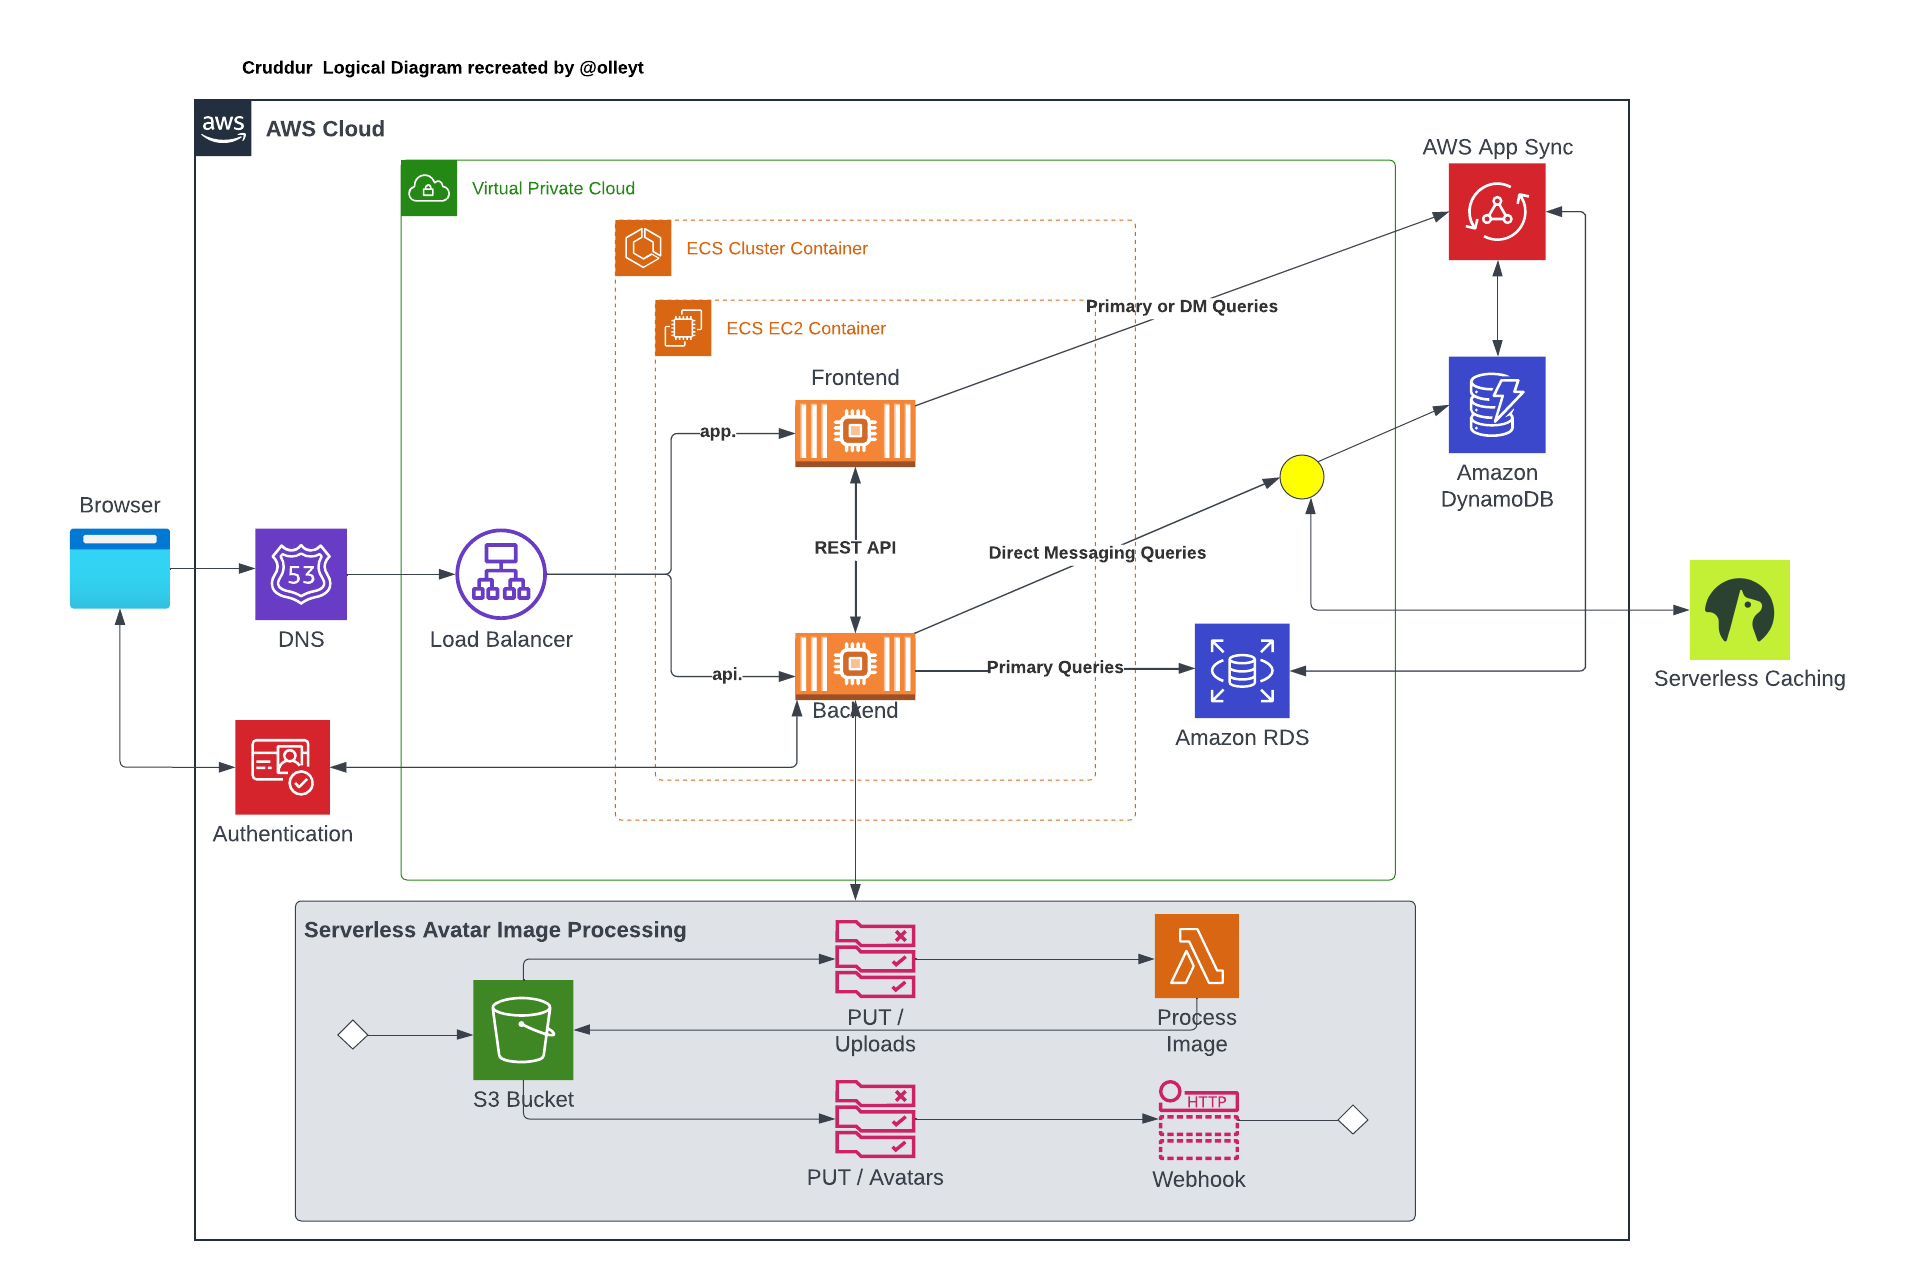 Cruddur  Logical Diagram recreated by @olleyt
aws
AWS Cloud
AWS App Sync
Virtual Private Cloud
ECS Cluster Container
Primary or DM Queries
ECS EC2 Container
Frontend
app.
Amazon
DynamoDB
Browser
REST API
Direct Messaging Queries
53
DNS
Load Balancer
api.
Primary Queries
Serverless Caching
Backend
Amazon RDS
Authentication
Serverless Avatar Image Processing
PUT /
Uploads
Process
Image
S3 Bucket
HTTP
PUT / Avatars
Webhook